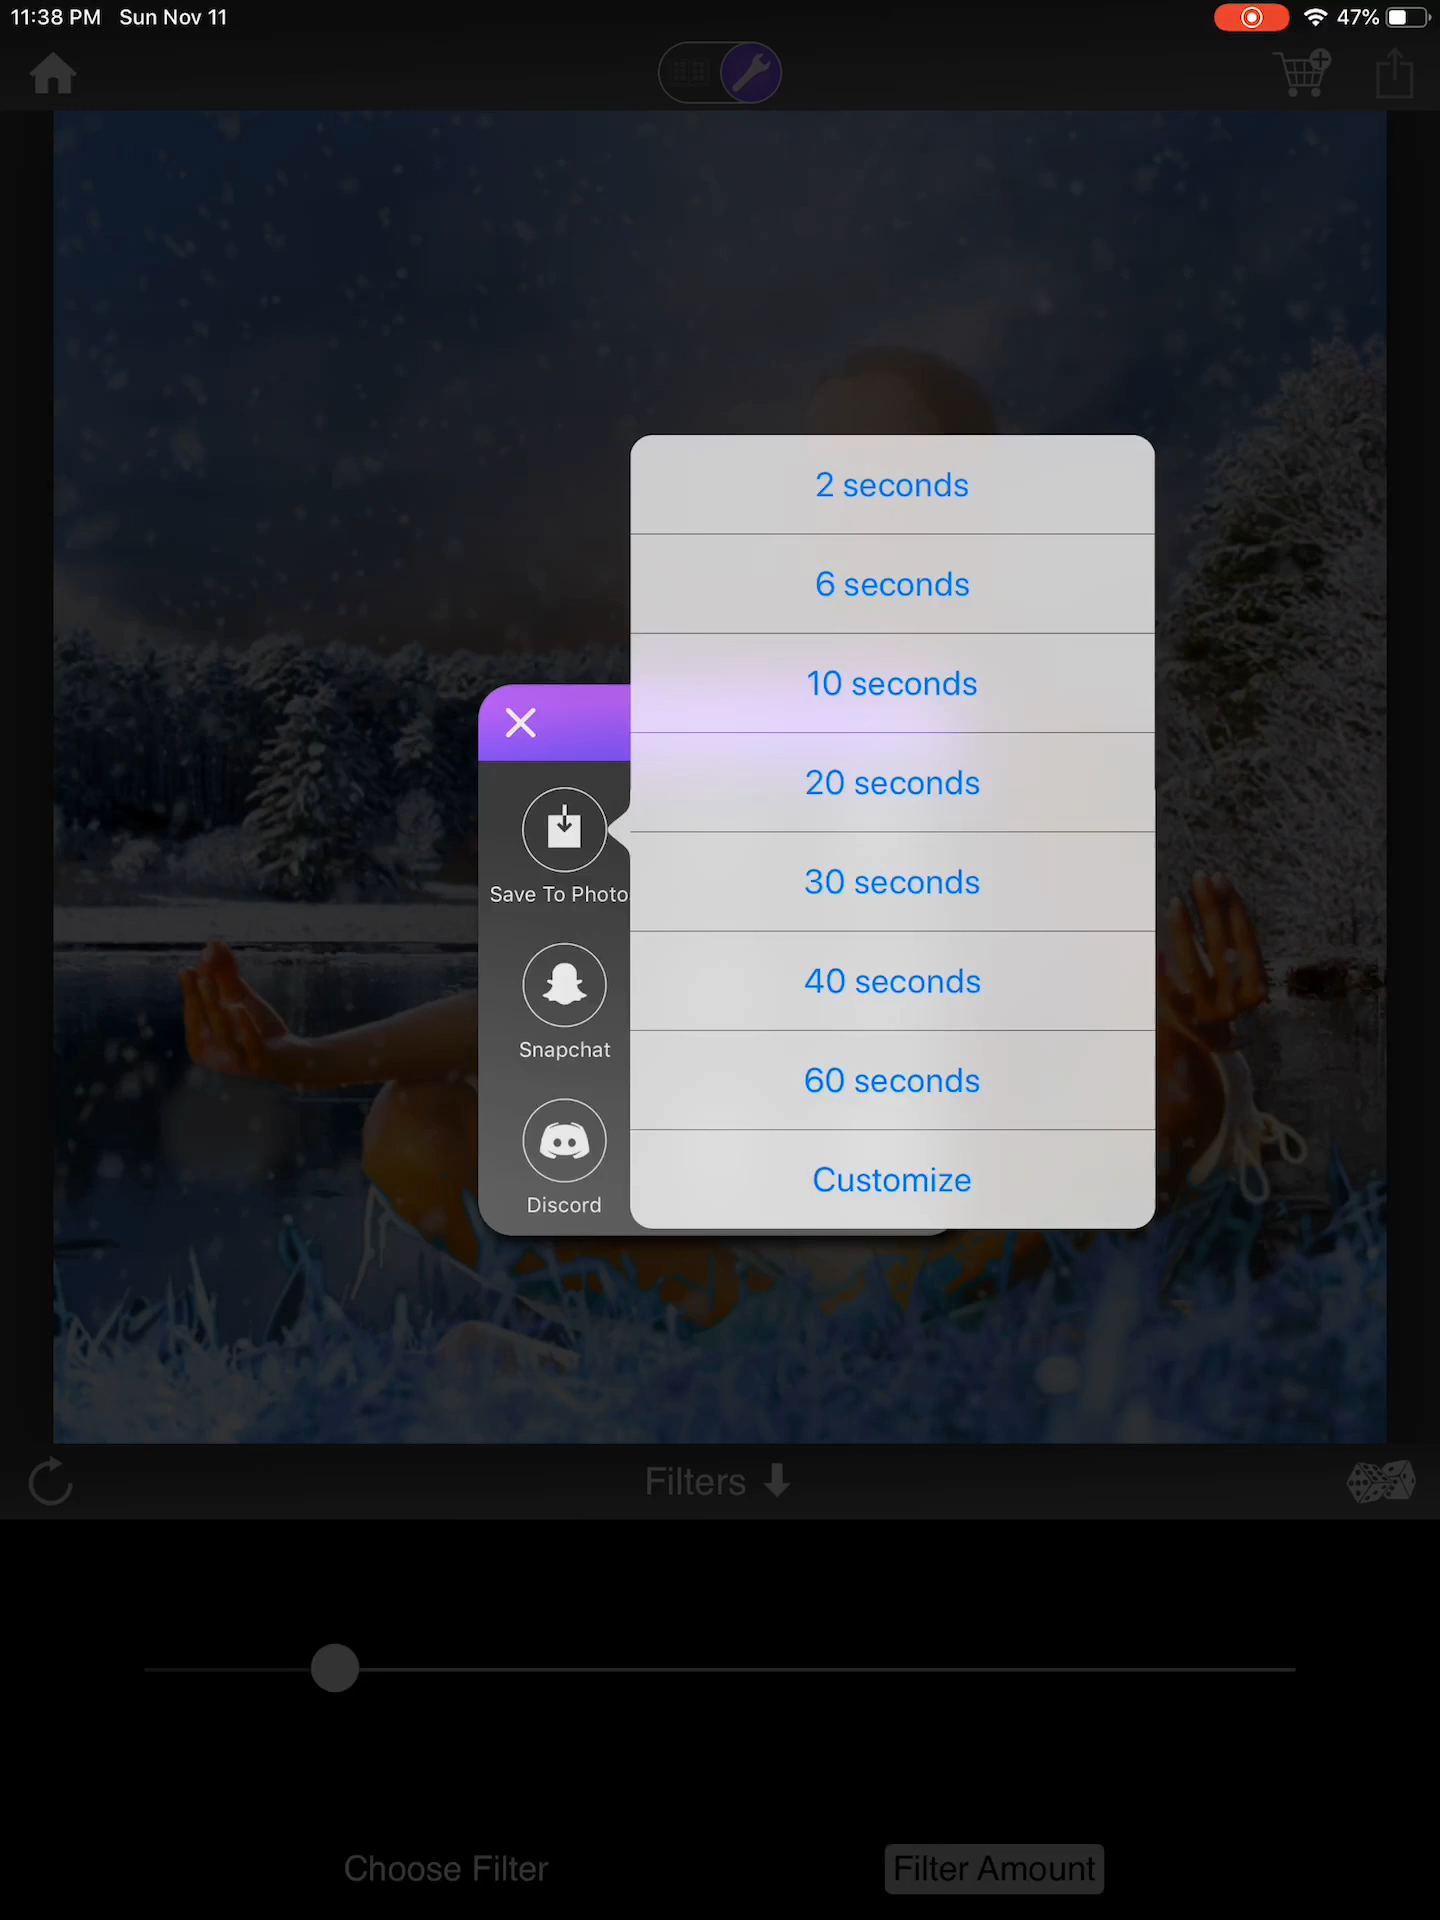 11:38 PM Sun Nov 11
47%
2 seconds
6 seconds
10 seconds
20 seconds
30 seconds
40 seconds
60 seconds
Customize
Save To Photo
Snapchat
Discord
Filters
Choose Filter
Filter Amount